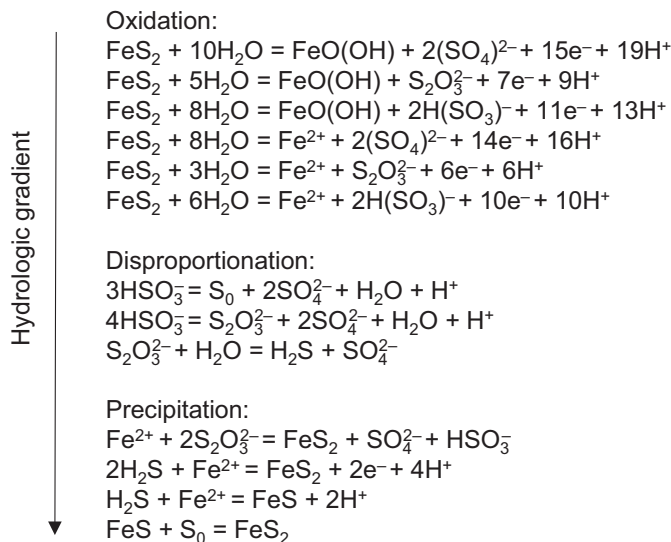 Hydrologic gradient
Oxidation:
FeS₂ + 10H₂O = FeO(OH) + 2(SO₄)²⁻ + 15e⁻ + 19H⁺
FeS₂ + 5H₂O = FeO(OH) + S₂O₃²⁻ + 7e⁻ + 9H⁺
FeS₂ + 8H₂O = FeO(OH) + 2H(SO₃)⁻ + 11e⁻ + 13H⁺
FeS₂ + 8H₂O = Fe²⁺ + 2(SO₄)²⁻ + 14e⁻ + 16H⁺
FeS₂ + 3H₂O = Fe²⁺ + S₂O₃²⁻ + 6e⁻ + 6H⁺
FeS₂ + 6H₂O = Fe²⁺ + 2H(SO₃)⁻ + 10e⁻ + 10H⁺
Disproportionation:
3HSO₃⁻ = S₀ + 2SO₄²⁻ + H₂O + H⁺
4HSO₃⁻ = S₂O₃²⁻ + 2SO₄²⁻ + H₂O + H⁺
S₂O₃²⁻ + H₂O = H₂S + SO₄²⁻
Precipitation:
Fe²⁺ + 2S₂O₃²⁻ = FeS₂ + SO₄²⁻ + HSO₃⁻
2H₂S + Fe²⁺ = FeS₂ + 2e⁻ + 4H⁺
H₂S + Fe²⁺ = FeS + 2H⁺
FeS + S₀ = FeS₂